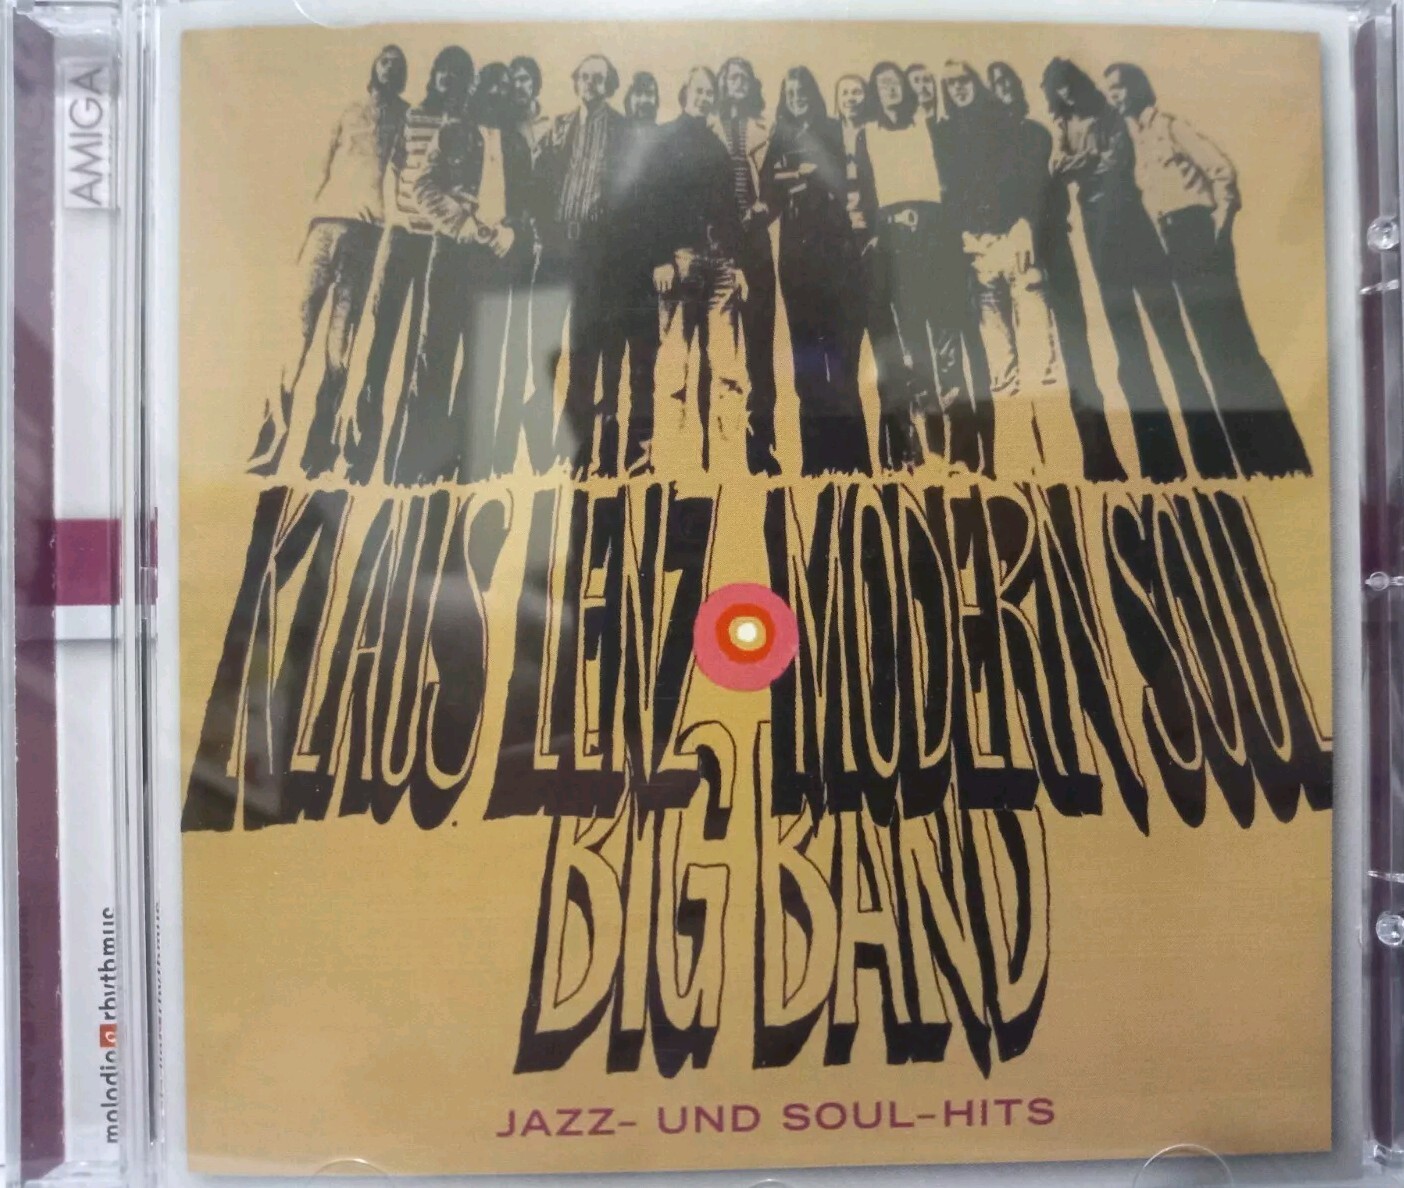 AMIGA
melodie&rhythmus
KLAUS LENZ MODERN SOUL
BIG BAND
JAZZ- UND SOUL-HITS